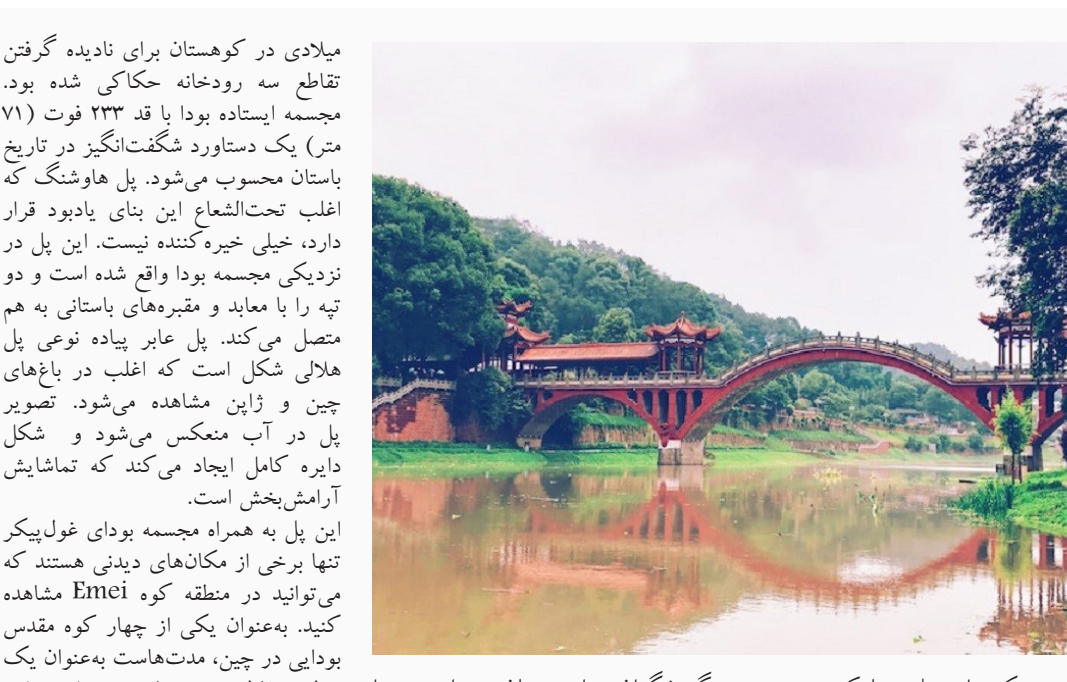 میلادی در کوهستان برای نادیده گرفتن
تقاطع سه رودخانه حکاکی شده بود.
مجسمه ایستاده بودا با قد ۲۳۳ فوت (۷۱
متر) یک دستاورد شگفت‌انگیز در تاریخ
باستان محسوب می‌شود. پل هاوشنگ که
اغلب تحت‌الشعاع این بنای یادبود قرار
دارد، خیلی خیره‌کننده نیست. این پل در
نزدیکی مجسمه بودا واقع شده است و دو
تپه را با معابد و مقبره‌های باستانی به هم
متصل می‌کند. پل عابر پیاده نوعی پل
هلالی شکل است که اغلب در باغ‌های
چین و ژاپن مشاهده می‌شود. تصویر
پل در آب منعکس می‌شود و شکل
دایره کامل ایجاد می‌کند که تماشایش
آرامش‌بخش است.
این پل به همراه مجسمه بودای غول‌پیکر
تنها برخی از مکان‌های دیدنی هستند که
می‌توانید در منطقه کوه Emei مشاهده
کنید. به‌عنوان یکی از چهار کوه مقدس
بودایی در چین، مدت‌هاست به‌عنوان یک